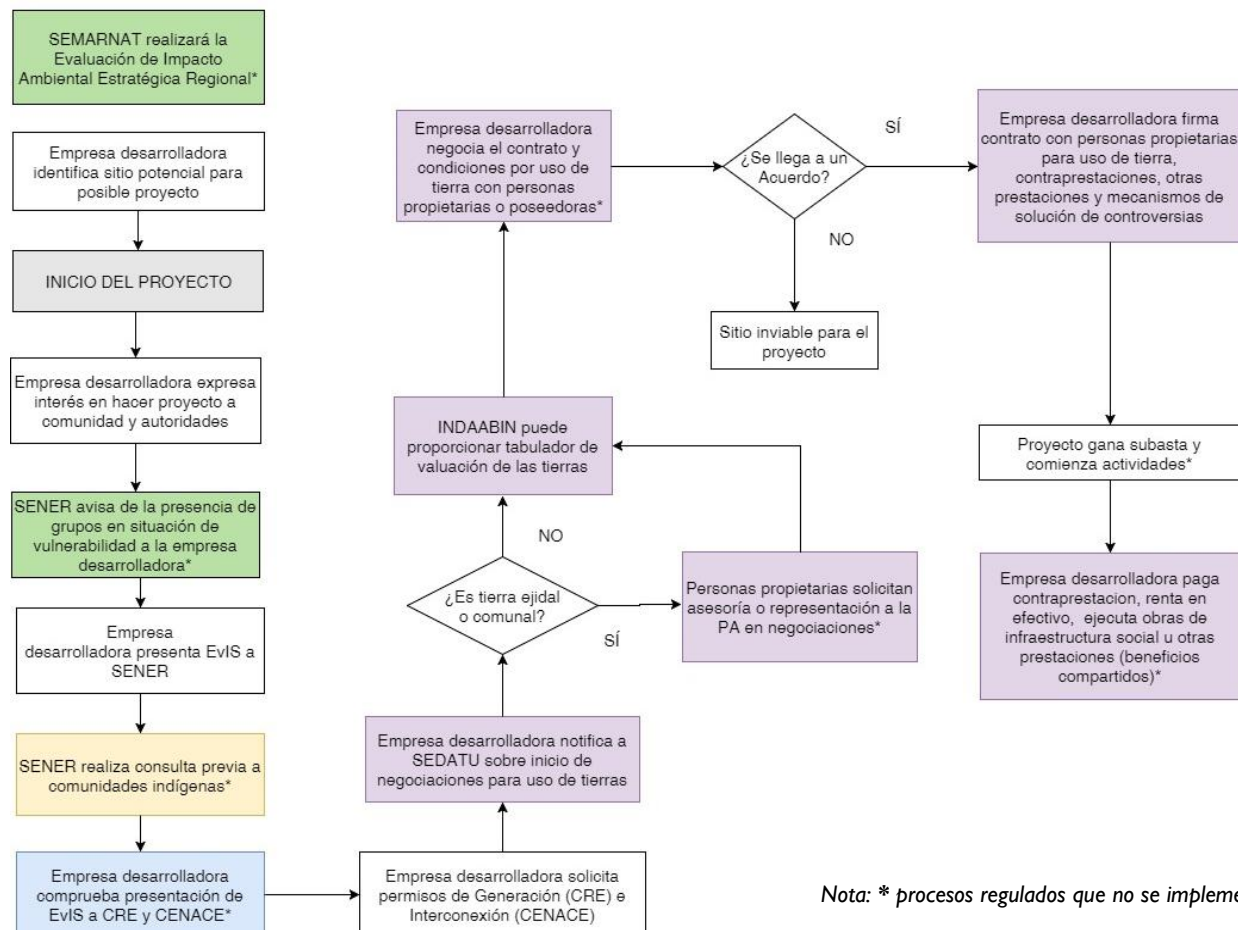 SEMARNAT realizará la
Evaluación de Impacto
Ambiental Estratégica Regional*
Empresa desarrolladora
identifica sitio potencial para
posible proyecto
INICIO DEL PROYECTO
Empresa desarrolladora expresa
interés en hacer proyecto a
comunidad y autoridades
SENER avisa de la presencia de
grupos en situación de
vulnerabilidad a la empresa
desarrolladora*
Empresa
desarrolladora presenta EvIS a
SENER
SENER realiza consulta previa a
comunidades indígenas*
Empresa desarrolladora
comprueba presentación de
EvIS a CRE y CENACE*
Empresa desarrolladora solicita
permisos de Generación (CRE) e
Interconexión (CENACE)
Empresa desarrolladora notifica a
SEDATU sobre inicio de
negociaciones para uso de tierras
¿Es tierra ejidal
o comunal?
SÍ
NO
Personas propietarias solicitan
asesoría o representación a la
PA en negociaciones*
INDAABIN puede
proporcionar tabulador de
valuación de las tierras
Empresa desarrolladora
negocia el contrato y
condiciones por uso de
tierra con personas
propietarias o poseedoras*
¿Se llega a un
Acuerdo?
SÍ
NO
Sitio inviable para el
proyecto
Empresa desarrolladora firma
contrato con personas propietarias
para uso de tierra,
contraprestaciones, otras
prestaciones y mecanismos de
solución de controversias
Proyecto gana subasta y
comienza actividades*
Empresa desarrolladora paga
contraprestacion, renta en
efectivo, ejecuta obras de
infraestructura social u otras
prestaciones (beneficios
compartidos)*
Nota: * procesos regulados que no se